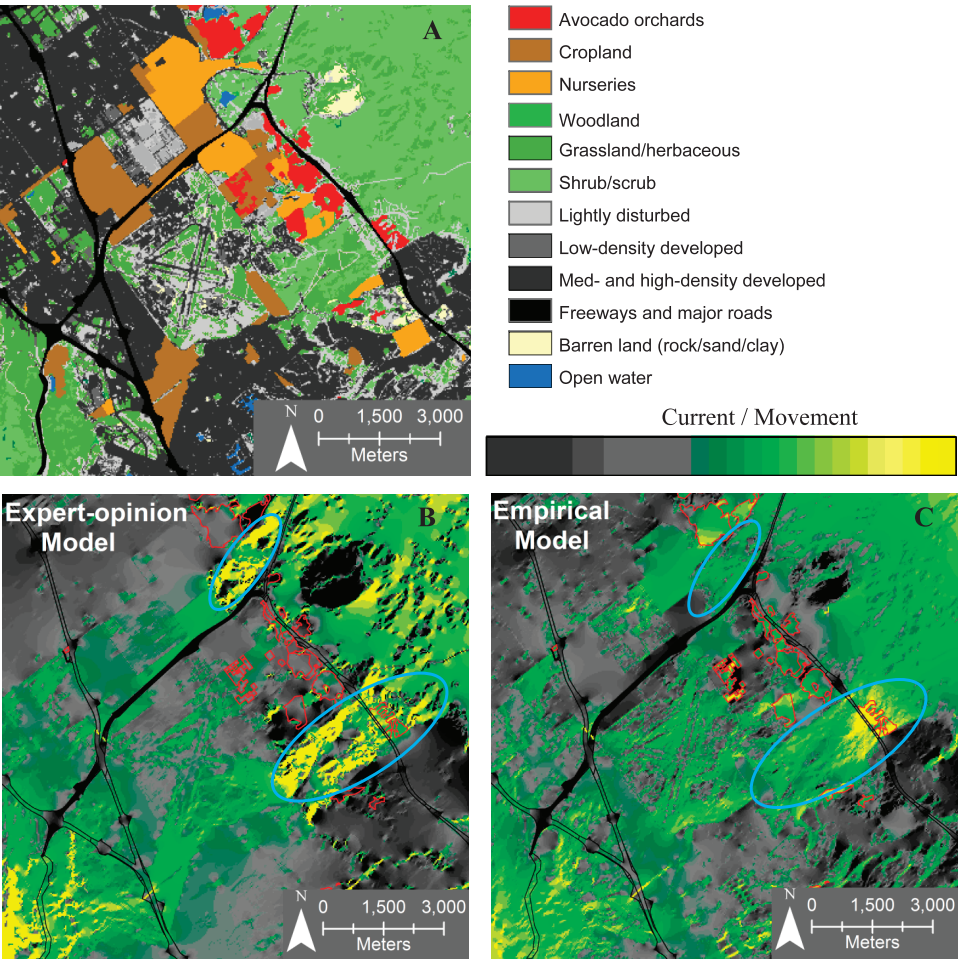 A
Avocado orchards
Cropland
Nurseries
Woodland
Grassland/herbaceous
Shrub/scrub
Lightly disturbed
Low-density developed
Med- and high-density developed
Freeways and major roads
Barren land (rock/sand/clay)
Open water
N
0 1,500 3,000
Meters
Current / Movement
Expert-opinion
Model
B
N
0 1,500 3,000
Meters
Empirical
Model
C
N
0 1,500 3,000
Meters